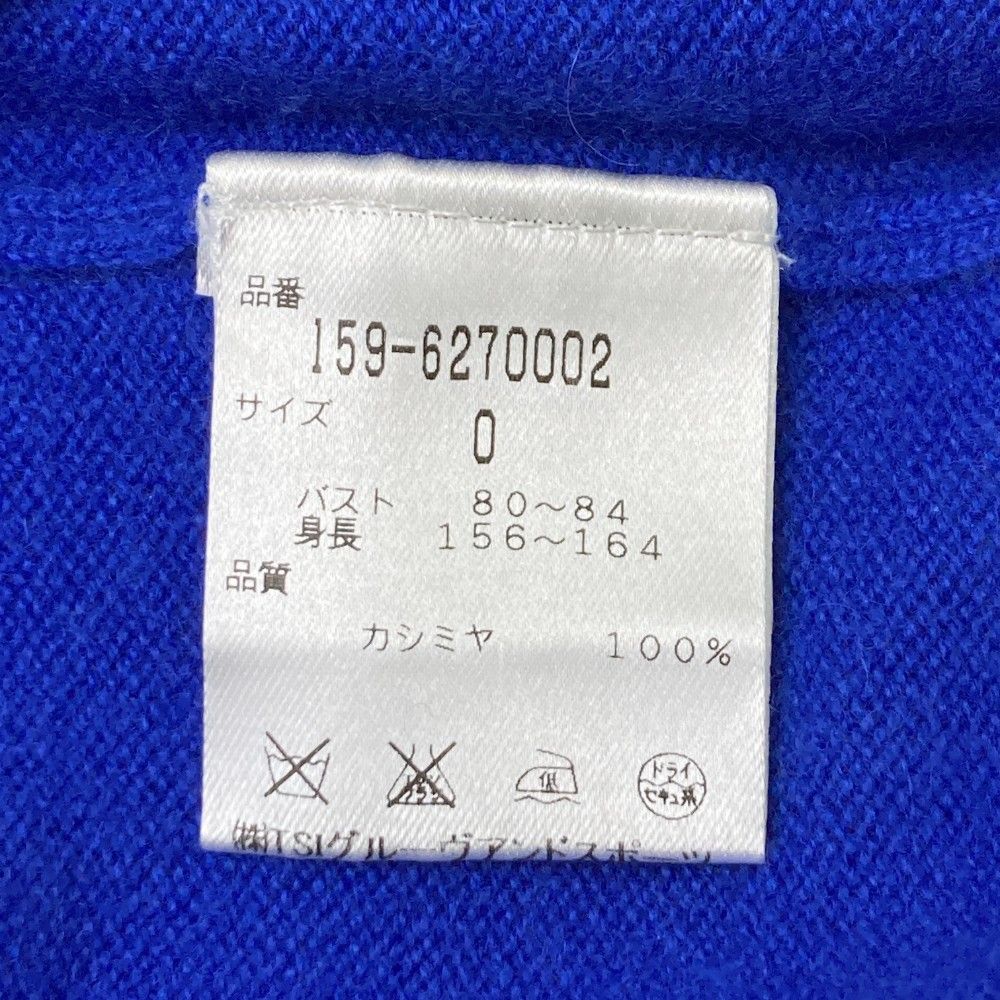 品番
159-6270002
サイズ
0
バスト 80～84
身長 156～164
品質
カシミヤ 100%
低
ドライ
セキユ系
(株)TSIグルーヴアンドスポーツ